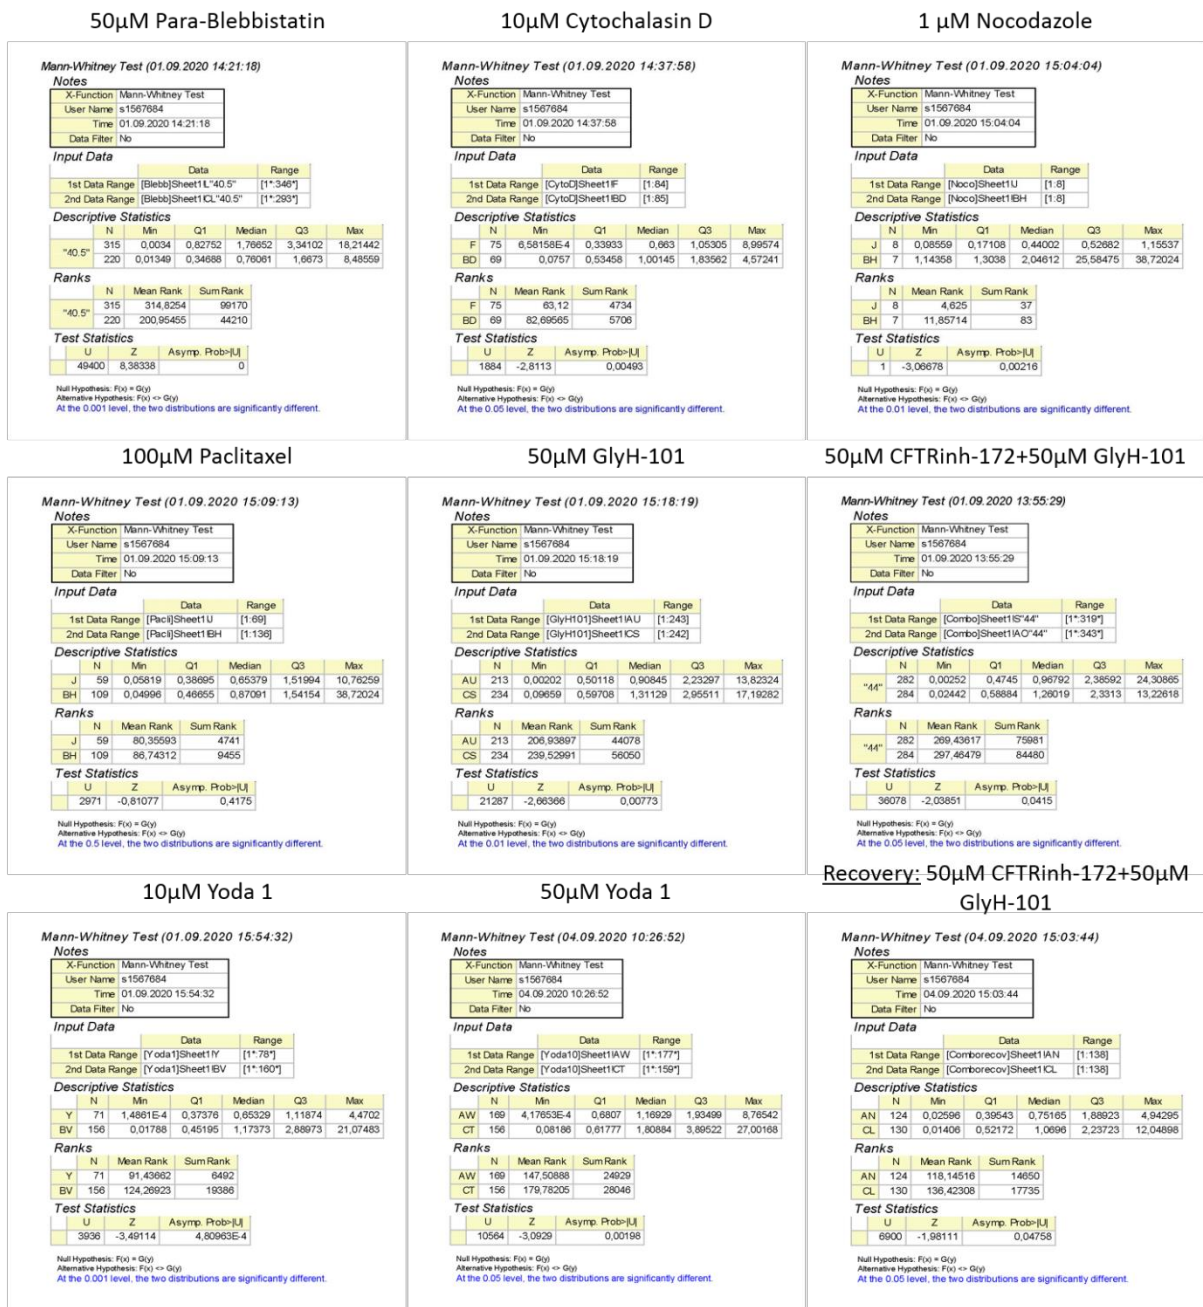 50µM Para-Blebbistatin
Mann-Whitney Test (01.09.2020 14:21:18)
Notes
X-Function Mann-Whitney Test
User Name s1567684
Time 01.09.2020 14:21:18
Data Filter No
Input Data
Data Range
1st Data Range [Blebb]Sheet1!L"40.5" [1*:346*]
2nd Data Range [Blebb]Sheet1!CL"40.5" [1*:293*]
Descriptive Statistics
N Min Q1 Median Q3 Max
"40.5" 315 0,0034 0,82752 1,76652 3,34102 18,21442
220 0,01349 0,34688 0,76061 1,6673 8,48559
Ranks
N Mean Rank Sum Rank
"40.5" 315 314,8254 99170
220 200,95455 44210
Test Statistics
U Z Asymp. Prob>|U|
49400 8,38338 0
Null Hypothesis: F(x) = G(y)
Alternative Hypothesis: F(x) <> G(y)
At the 0.001 level, the two distributions are significantly different.
10µM Cytochalasin D
Mann-Whitney Test (01.09.2020 14:37:58)
Notes
X-Function Mann-Whitney Test
User Name s1567684
Time 01.09.2020 14:37:58
Data Filter No
Input Data
Data Range
1st Data Range [CytoD]Sheet1!F [1:84]
2nd Data Range [CytoD]Sheet1!BD [1:85]
Descriptive Statistics
N Min Q1 Median Q3 Max
F 75 6,58158E-4 0,33933 0,663 1,05305 8,99574
BD 69 0,0757 0,53458 1,00145 1,83562 4,57241
Ranks
N Mean Rank Sum Rank
F 75 63,12 4734
BD 69 82,69565 5706
Test Statistics
U Z Asymp. Prob>|U|
1884 -2,8113 0,00493
Null Hypothesis: F(x) = G(y)
Alternative Hypothesis: F(x) <> G(y)
At the 0.05 level, the two distributions are significantly different.
1 µM Nocodazole
Mann-Whitney Test (01.09.2020 15:04:04)
Notes
X-Function Mann-Whitney Test
User Name s1567684
Time 01.09.2020 15:04:04
Data Filter No
Input Data
Data Range
1st Data Range [Noco]Sheet1!J [1:8]
2nd Data Range [Noco]Sheet1!BH [1:8]
Descriptive Statistics
N Min Q1 Median Q3 Max
J 8 0,08559 0,17108 0,44002 0,52682 1,15537
BH 7 1,14358 1,3038 2,04612 25,58475 38,72024
Ranks
N Mean Rank Sum Rank
J 8 4,625 37
BH 7 11,85714 83
Test Statistics
U Z Asymp. Prob>|U|
1 -3,06678 0,00216
Null Hypothesis: F(x) = G(y)
Alternative Hypothesis: F(x) <> G(y)
At the 0.01 level, the two distributions are significantly different.
100µM Paclitaxel
Mann-Whitney Test (01.09.2020 15:09:13)
Notes
X-Function Mann-Whitney Test
User Name s1567684
Time 01.09.2020 15:09:13
Data Filter No
Input Data
Data Range
1st Data Range [Pacli]Sheet1!J [1:69]
2nd Data Range [Pacli]Sheet1!BH [1:136]
Descriptive Statistics
N Min Q1 Median Q3 Max
J 59 0,05819 0,38695 0,65379 1,51994 10,76259
BH 109 0,04996 0,46655 0,87091 1,54154 38,72024
Ranks
N Mean Rank Sum Rank
J 59 80,35593 4741
BH 109 86,74312 9455
Test Statistics
U Z Asymp. Prob>|U|
2971 -0,81077 0,4175
Null Hypothesis: F(x) = G(y)
Alternative Hypothesis: F(x) <> G(y)
At the 0.5 level, the two distributions are significantly different.
50µM GlyH-101
Mann-Whitney Test (01.09.2020 15:18:19)
Notes
X-Function Mann-Whitney Test
User Name s1567684
Time 01.09.2020 15:18:19
Data Filter No
Input Data
Data Range
1st Data Range [GlyH101]Sheet1!AU [1:243]
2nd Data Range [GlyH101]Sheet1!CS [1:242]
Descriptive Statistics
N Min Q1 Median Q3 Max
AU 213 0,00202 0,50118 0,90845 2,23297 13,82324
CS 234 0,09659 0,59708 1,31129 2,95511 17,19282
Ranks
N Mean Rank Sum Rank
AU 213 206,93897 44078
CS 234 239,52991 56050
Test Statistics
U Z Asymp. Prob>|U|
21287 -2,66366 0,00773
Null Hypothesis: F(x) = G(y)
Alternative Hypothesis: F(x) <> G(y)
At the 0.01 level, the two distributions are significantly different.
50µM CFTRinh-172+50µM GlyH-101
Mann-Whitney Test (01.09.2020 13:55:29)
Notes
X-Function Mann-Whitney Test
User Name s1567684
Time 01.09.2020 13:55:29
Data Filter No
Input Data
Data Range
1st Data Range [Combo]Sheet1!S"44" [1*:319*]
2nd Data Range [Combo]Sheet1!AO"44" [1*:343*]
Descriptive Statistics
N Min Q1 Median Q3 Max
"44" 282 0,00252 0,4745 0,96792 2,38592 24,30865
284 0,02442 0,58884 1,26019 2,3313 13,22618
Ranks
N Mean Rank Sum Rank
"44" 282 269,43617 75981
284 297,46479 84480
Test Statistics
U Z Asymp. Prob>|U|
36078 -2,03851 0,0415
Null Hypothesis: F(x) = G(y)
Alternative Hypothesis: F(x) <> G(y)
At the 0.05 level, the two distributions are significantly different.
10µM Yoda 1
Mann-Whitney Test (01.09.2020 15:54:32)
Notes
X-Function Mann-Whitney Test
User Name s1567684
Time 01.09.2020 15:54:32
Data Filter No
Input Data
Data Range
1st Data Range [Yoda1]Sheet1!Y [1*:78*]
2nd Data Range [Yoda1]Sheet1!BV [1*:160*]
Descriptive Statistics
N Min Q1 Median Q3 Max
Y 71 1,4861E-4 0,37376 0,65329 1,11874 4,4702
BV 156 0,01788 0,45195 1,17373 2,88973 21,07483
Ranks
N Mean Rank Sum Rank
Y 71 91,43662 6492
BV 156 124,26923 19386
Test Statistics
U Z Asymp. Prob>|U|
3936 -3,49114 4,80963E-4
Null Hypothesis: F(x) = G(y)
Alternative Hypothesis: F(x) <> G(y)
At the 0.001 level, the two distributions are significantly different.
50µM Yoda 1
Mann-Whitney Test (04.09.2020 10:26:52)
Notes
X-Function Mann-Whitney Test
User Name s1567684
Time 04.09.2020 10:26:52
Data Filter No
Input Data
Data Range
1st Data Range [Yoda10]Sheet1!AW [1*:177*]
2nd Data Range [Yoda10]Sheet1!CT [1*:159*]
Descriptive Statistics
N Min Q1 Median Q3 Max
AW 169 4,17653E-4 0,6807 1,16929 1,93499 8,76542
CT 156 0,08186 0,61777 1,80884 3,89522 27,00168
Ranks
N Mean Rank Sum Rank
AW 169 147,50888 24929
CT 156 179,78205 28046
Test Statistics
U Z Asymp. Prob>|U|
10564 -3,0929 0,00198
Null Hypothesis: F(x) = G(y)
Alternative Hypothesis: F(x) <> G(y)
At the 0.05 level, the two distributions are significantly different.
Recovery: 50µM CFTRinh-172+50µM
GlyH-101
Mann-Whitney Test (04.09.2020 15:03:44)
Notes
X-Function Mann-Whitney Test
User Name s1567684
Time 04.09.2020 15:03:44
Data Filter No
Input Data
Data Range
1st Data Range [Comborecov]Sheet1!AN [1:138]
2nd Data Range [Comborecov]Sheet1!CL [1:138]
Descriptive Statistics
N Min Q1 Median Q3 Max
AN 124 0,02596 0,39543 0,75165 1,88923 4,94295
CL 130 0,01406 0,52172 1,0696 2,23723 12,04898
Ranks
N Mean Rank Sum Rank
AN 124 118,14516 14650
CL 130 136,42308 17735
Test Statistics
U Z Asymp. Prob>|U|
6900 -1,98111 0,04758
Null Hypothesis: F(x) = G(y)
Alternative Hypothesis: F(x) <> G(y)
At the 0.05 level, the two distributions are significantly different.